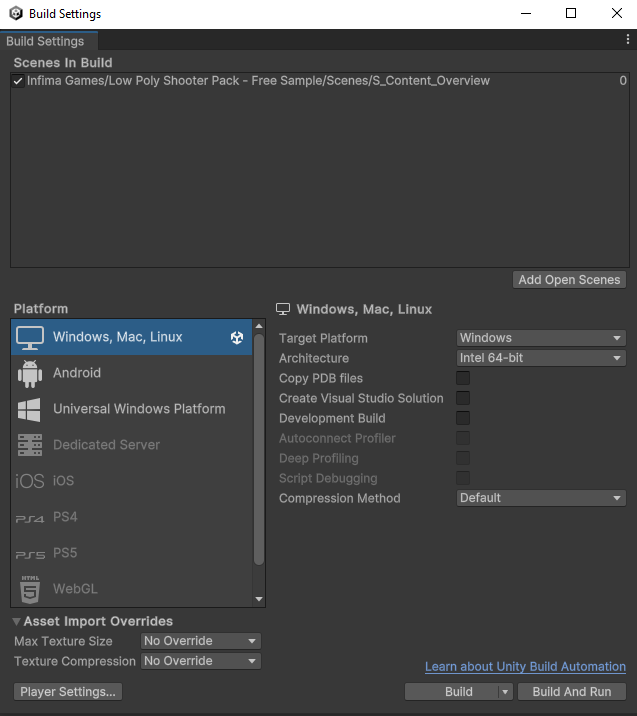 Build Settings
Build Settings
Scenes In Build
Infima Games/Low Poly Shooter Pack - Free Sample/Scenes/S_Content_Overview 0
Add Open Scenes
Platform
Windows, Mac, Linux
Android
Universal Windows Platform
Dedicated Server
iOS iOS
PS4 PS4
PS5 PS5
HTML 5 WebGL
Windows, Mac, Linux
Target Platform Windows
Architecture Intel 64-bit
Copy PDB files
Create Visual Studio Solution
Development Build
Autoconnect Profiler
Deep Profiling
Script Debugging
Compression Method Default
Asset Import Overrides
Max Texture Size No Override
Texture Compression No Override
Learn about Unity Build Automation
Player Settings... Build Build And Run